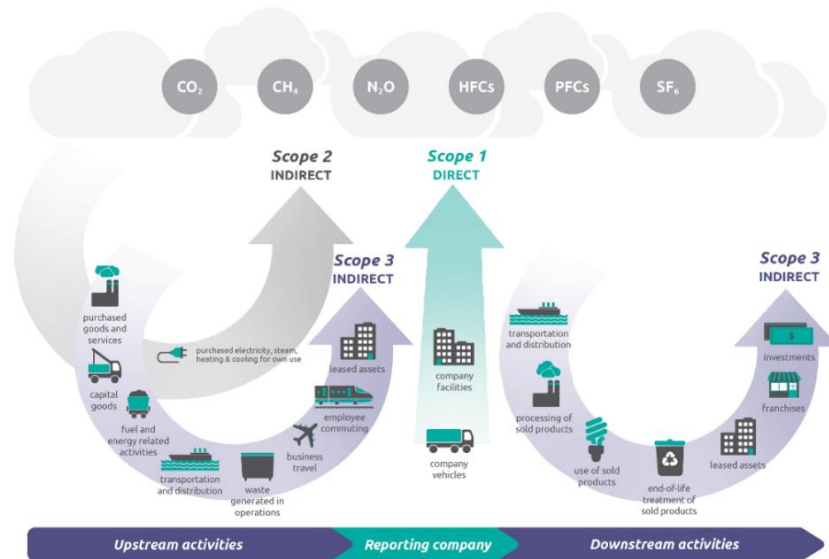 CO₂
CH₄
N₂O
HFCs
PFCs
SF₆
Scope 2
INDIRECT
Scope 1
DIRECT
Scope 3
INDIRECT
Scope 3
INDIRECT
purchased
goods and
services
capital
goods
fuel and
energy related
activities
transportation
and distribution
waste
generated in
operations
business
travel
employee
commuting
leased assets
purchased electricity, steam,
heating & cooling for own use
company
facilities
company
vehicles
transportation
and distribution
processing of
sold products
use of sold
products
end-of-life
treatment of
sold products
leased assets
franchises
$
investments
Upstream activities
Reporting company
Downstream activities